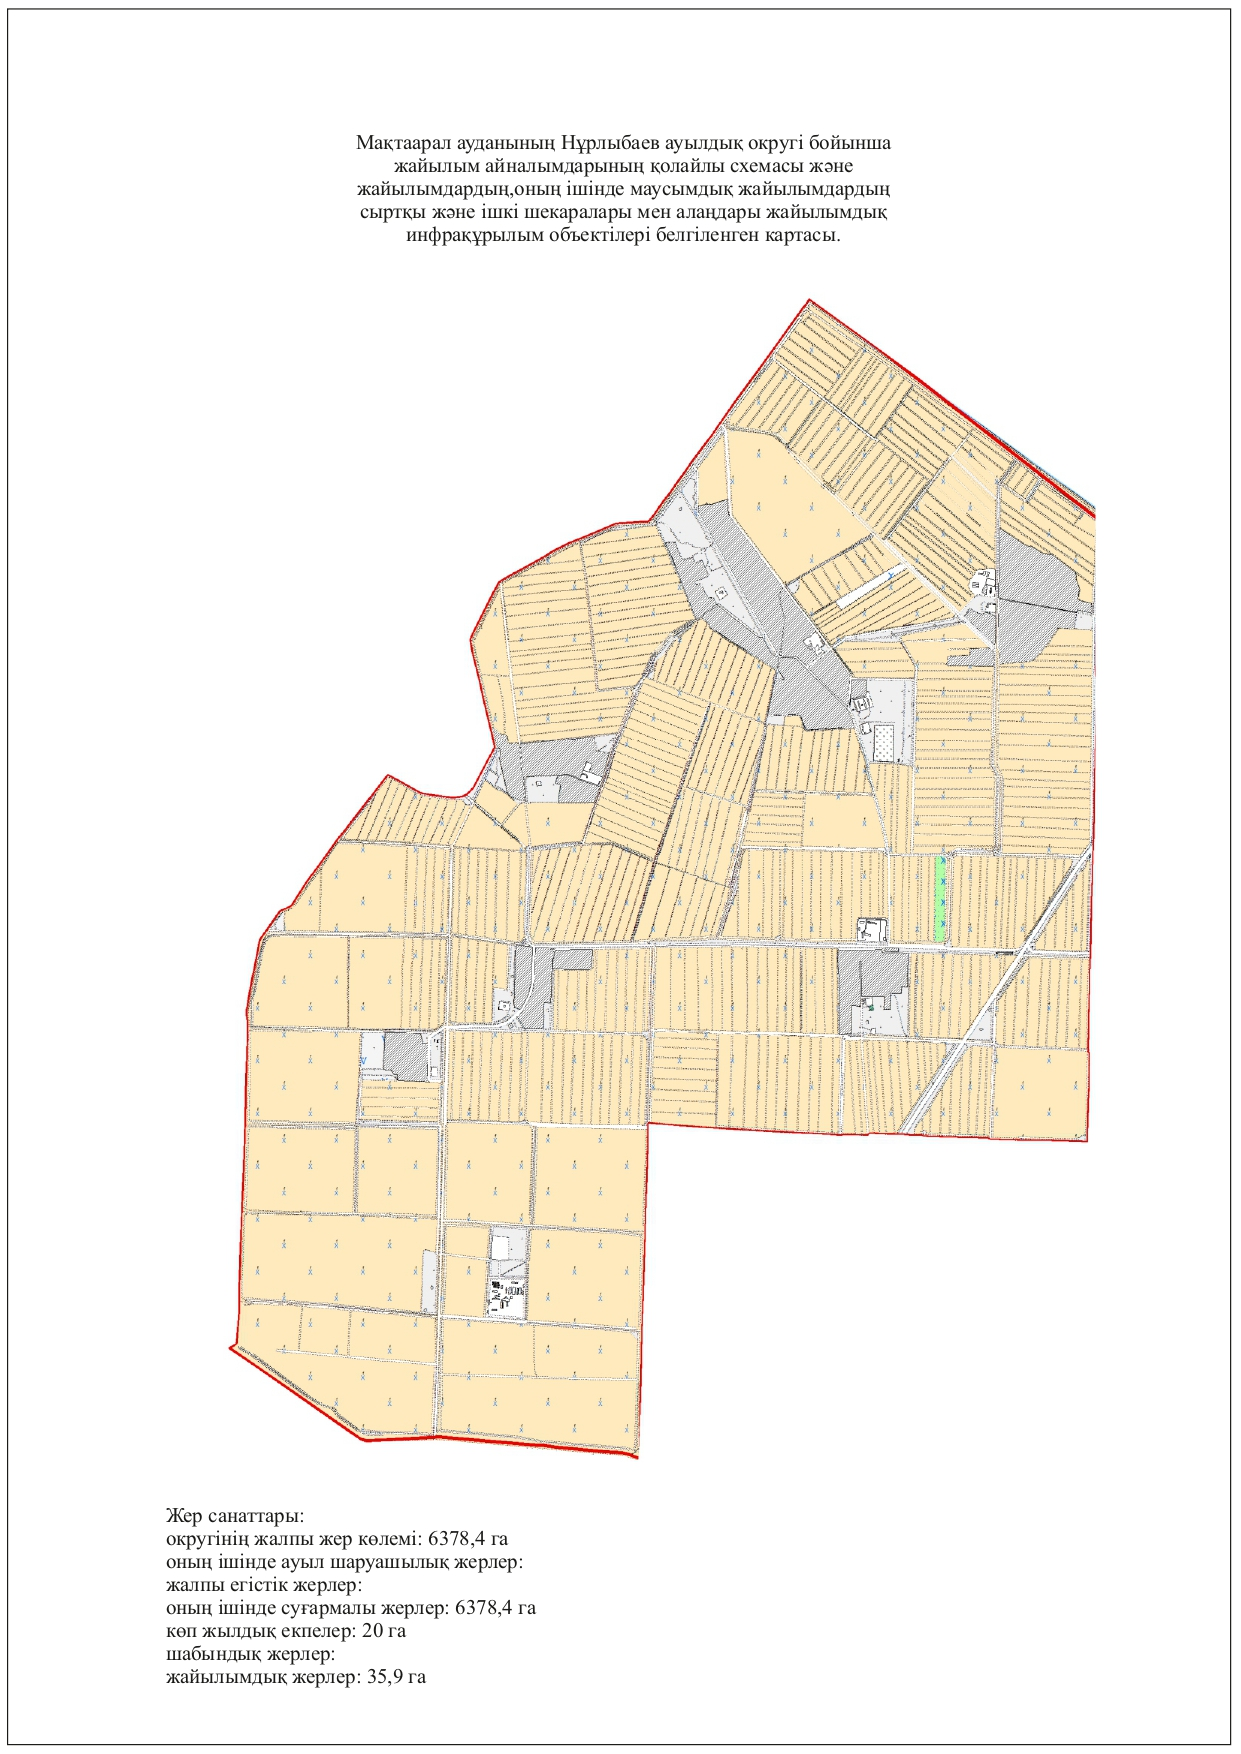 Мақтаарал ауданының Нұрлыбаев ауылдық округі бойынша
жайылым айналымдарының қолайлы схемасы және
жайылымдардың,оның ішінде маусымдық жайылымдардың
сыртқы және ішкі шекаралары мен алаңдары жайылымдық
инфрақұрылым объектілері белгіленген картасы.
Жер санаттары:
округінің жалпы жер көлемі: 6378,4 га
оның ішінде ауыл шаруашылық жерлер:
жалпы егістік жерлер:
оның ішінде суғармалы жерлер: 6378,4 га
көп жылдық екпелер: 20 га
шабындық жерлер:
жайылымдық жерлер: 35,9 га